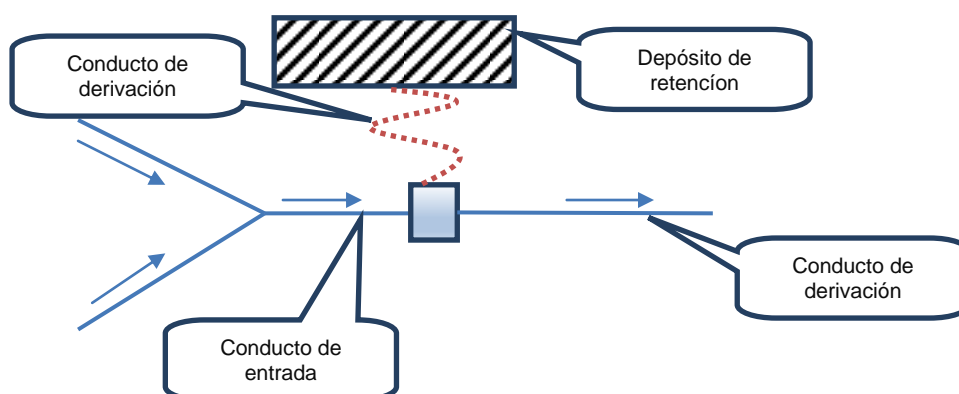 Conducto de
derivación
Depósito de
retencíon
Conducto de
derivación
Conducto de
entrada